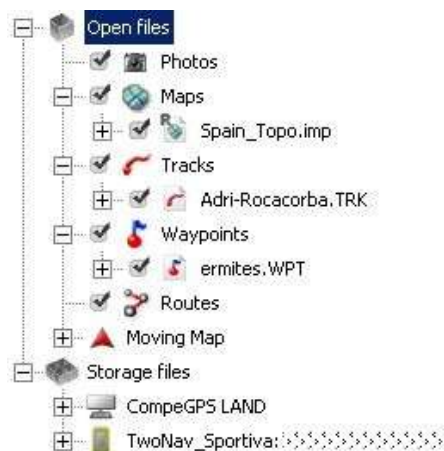 Open files
Photos
Maps
Spain_Topo.imp
Tracks
Adri-Rocacorba.TRK
Waypoints
ermites.WPT
Routes
Moving Map
Storage files
CompeGPS LAND
TwoNav_Sportiva: